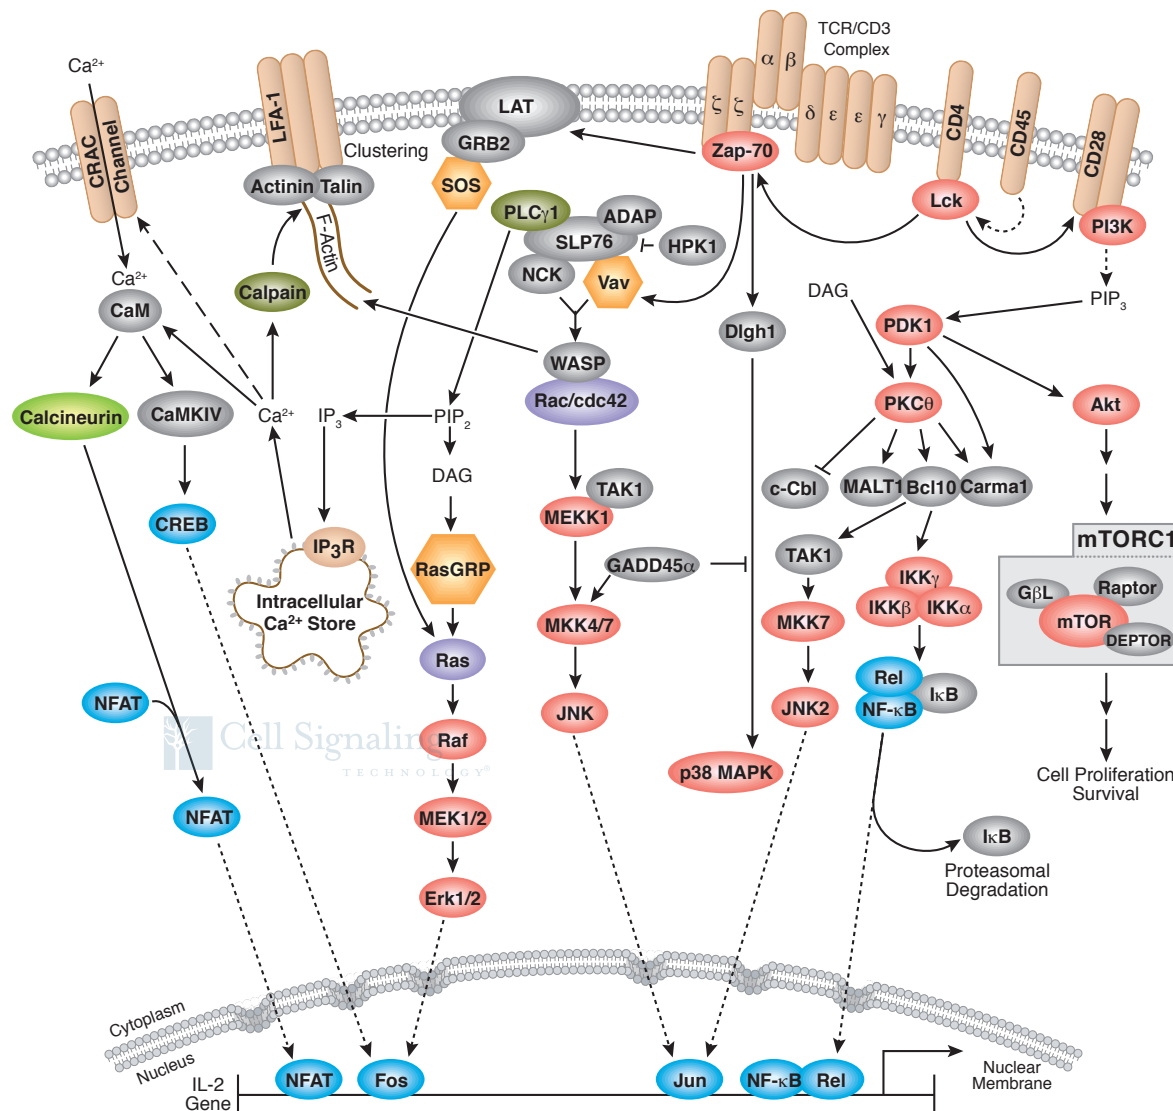 TCR/CD3
Complex
Ca²⁺
CRAC
Channel
LFA-1
Clustering
LAT
GRB2
SOS
α
β
ζ
ζ
δ
ε
ε
γ
Zap-70
CD4
CD45
CD28
Lck
PI3K
Actinin
Talin
F-Actin
PLCγ1
ADAP
SLP76
HPK1
NCK
Vav
Ca²⁺
CaM
Calpain
DAG
PIP₃
PDK1
Dlgh1
WASP
Rac/cdc42
Calcineurin
CaMKIV
Ca²⁺
IP₃
PIP₂
PKCθ
Akt
DAG
c-Cbl
MALT1
Bcl10
Carma1
TAK1
MEKK1
CREB
IP₃R
RasGRP
Intracellular
Ca²⁺ Store
GADD45α
TAK1
mTORC1
IKKγ
IKKβ
IKKα
GβL
Raptor
mTOR
DEPTOR
MKK4/7
MKK7
Ras
Rel
NF-κB
IκB
NFAT
JNK
JNK2
Cell Signaling
TECHNOLOGY®
Raf
p38 MAPK
Cell Proliferation
Survival
NFAT
MEK1/2
IκB
Proteasomal
Degradation
Erk1/2
Cytoplasm
Nucleus
Nuclear
Membrane
IL-2
Gene
NFAT
Fos
Jun
NF-κB
Rel